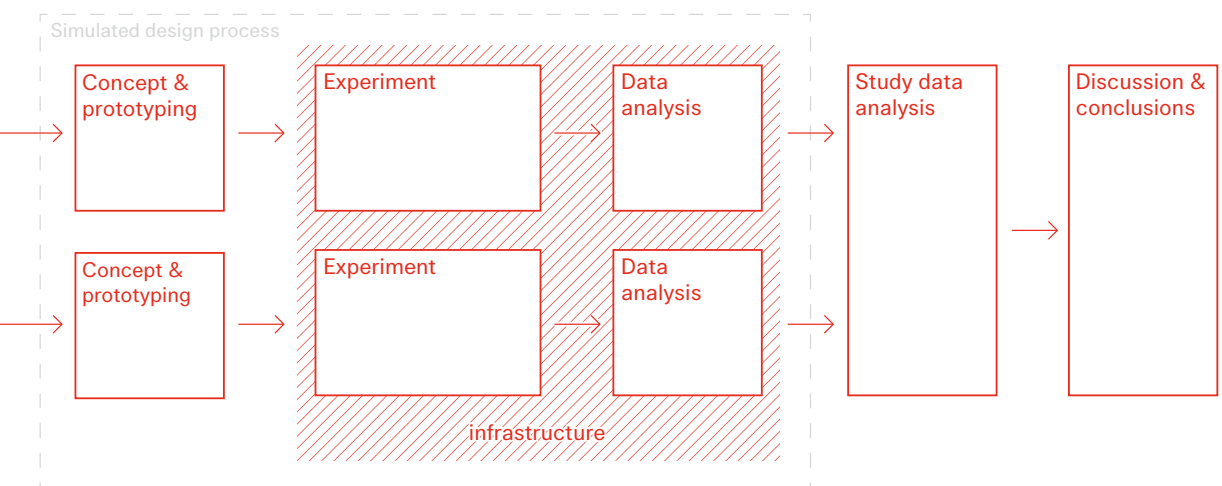 Simulated design process
Concept &
prototyping
Experiment
Data
analysis
Study data
analysis
Discussion &
conclusions
Concept &
prototyping
Experiment
Data
analysis
infrastructure